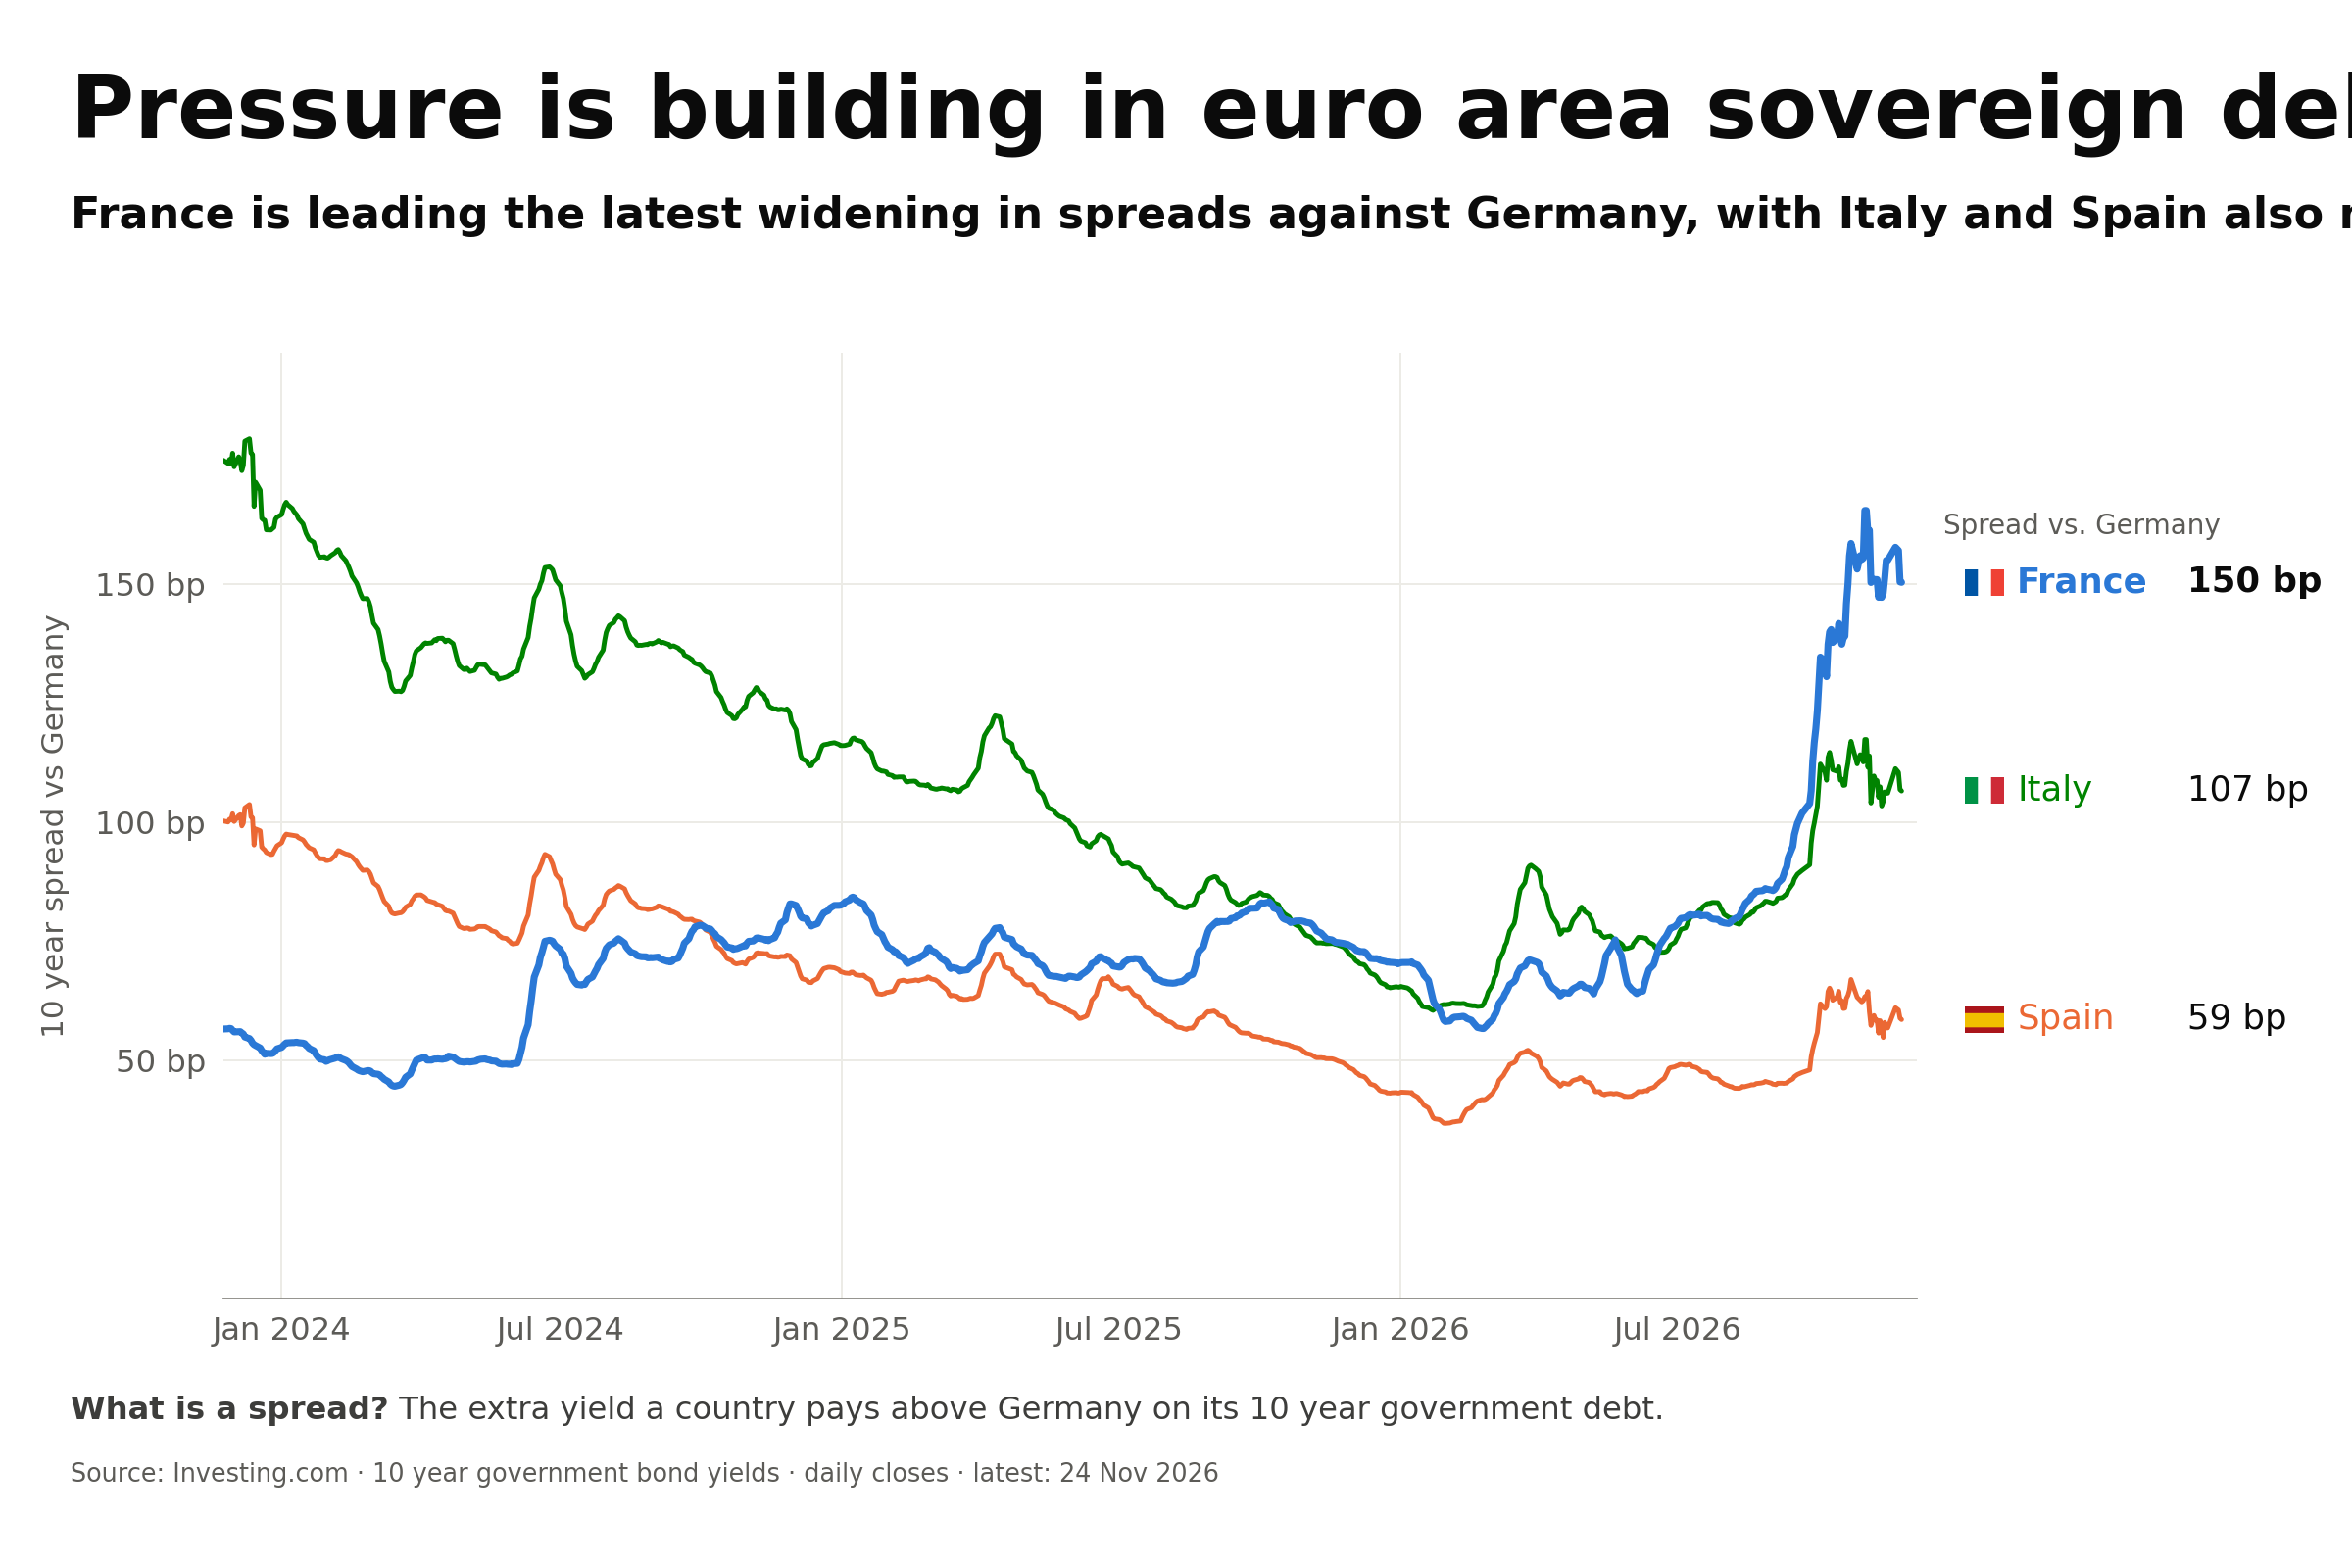 Pressure is building in euro area sovereign
France is leading the latest widening in spreads against Germany, with Italy and Spain also
10 year spread vs Germany
150 bp
100 bp
50 bp
Spread vs. Germany
France 150 bp
Italy 107 bp
Spain 59 bp
Jan 2024 Jul 2024 Jan 2025 Jul 2025 Jan 2026 Jul 2026
What is a spread? The extra yield a country pays above Germany on its 10 year government debt.
Source: Investing.com · 10 year government bond yields · daily closes · latest: 24 Nov 2026